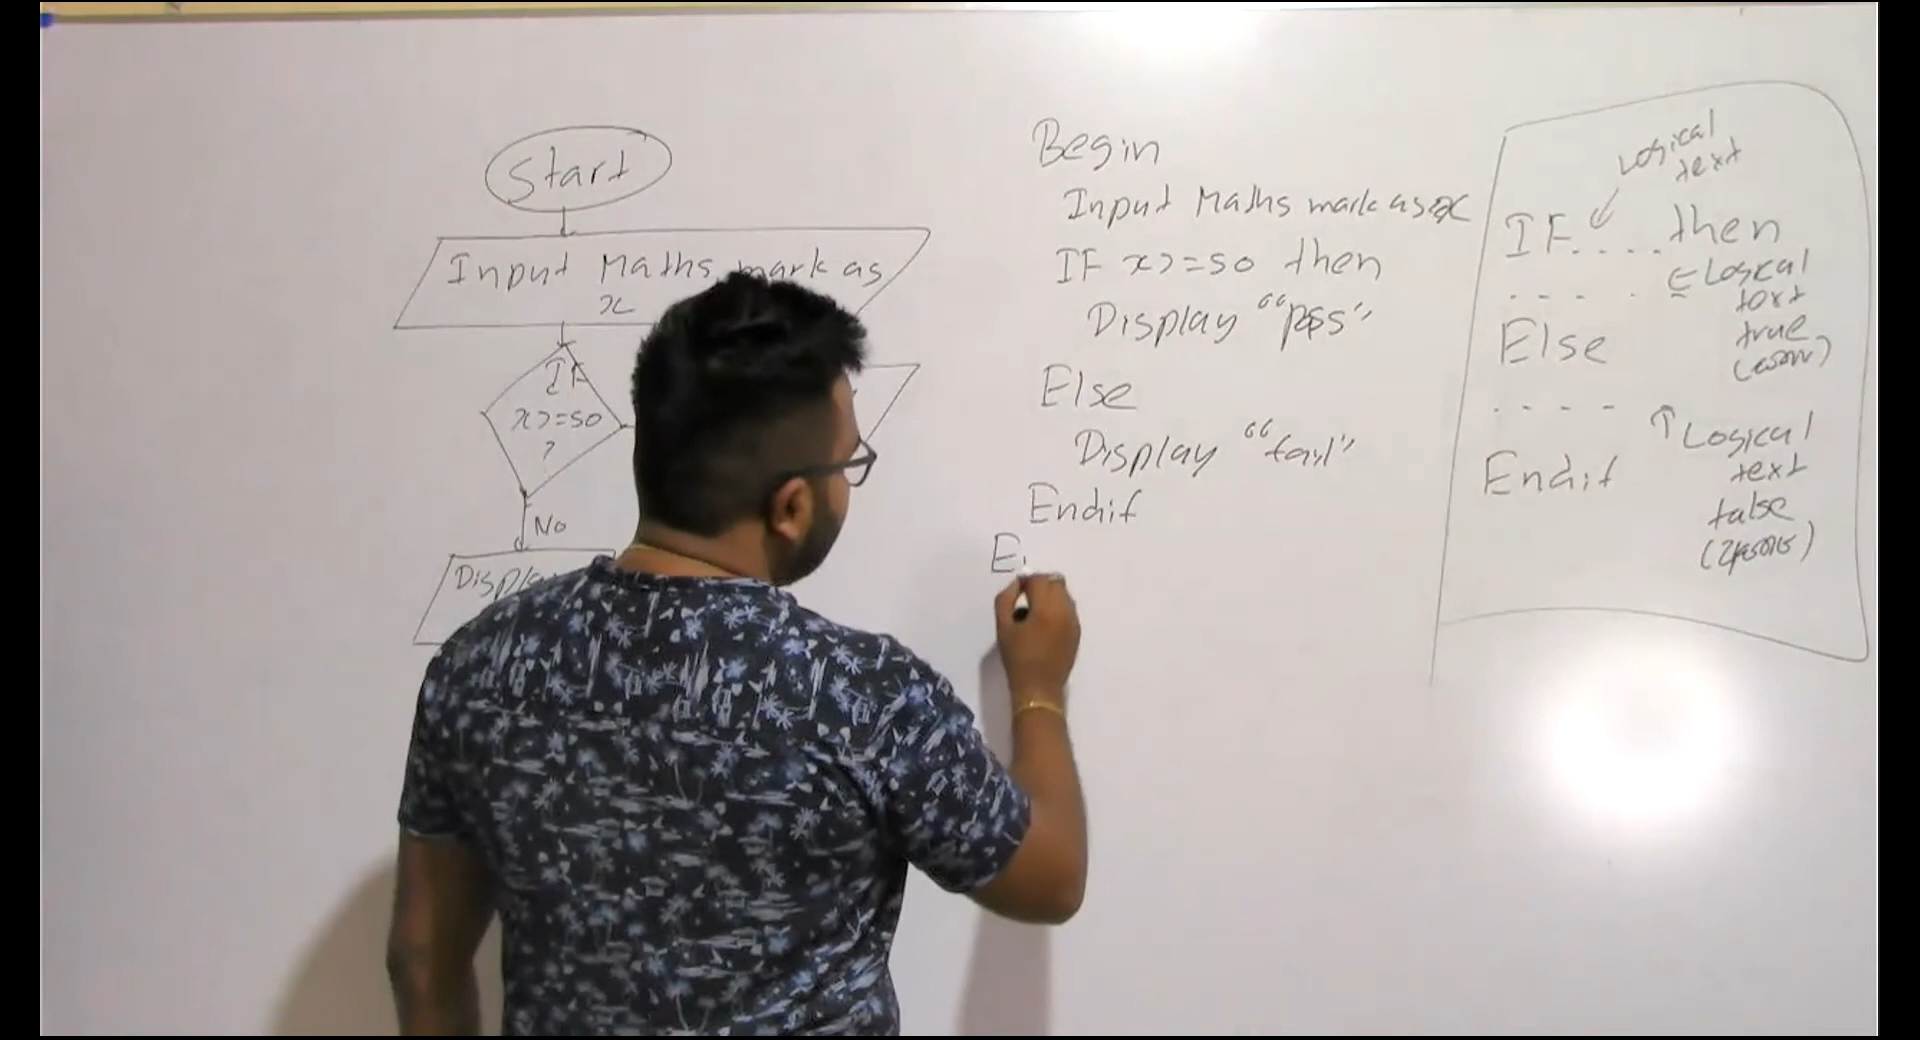 Start
Input Maths mark as
x
IF
x>=50
?
No
Display
Begin
Input Maths mark as x
IF x>=50 then
Display "pass"
Else
Display "fail"
Endif
Logical
text
IF.....then
.... . ⇐ Logical
text
true
Else
....
↑ Logical
text
false
Endif